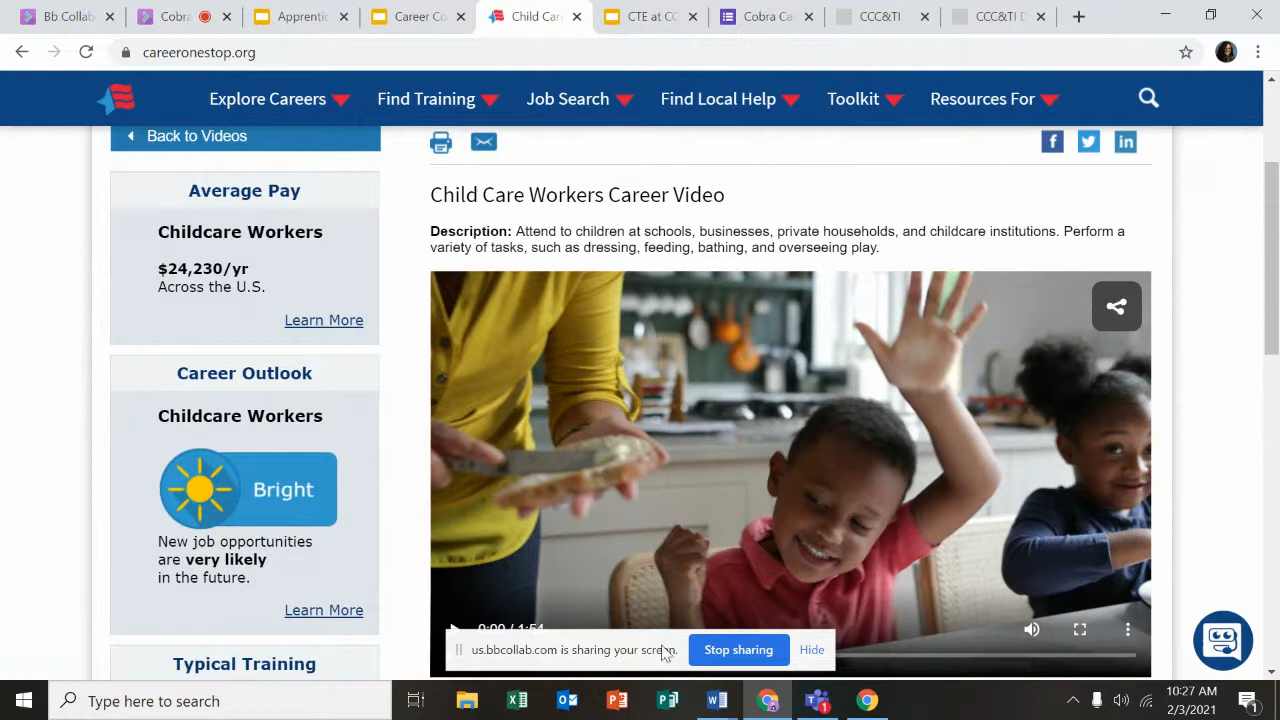 Bb Collab
Cobra
Apprentic
Career Co
Child Car
CTE at CC
Cobra Ca
CCC&TI
CCC&TI D
careeronestop.org
Explore Careers
Find Training
Job Search
Find Local Help
Toolkit
Resources For
Back to Videos
Average Pay
Childcare Workers
$24,230/yr
Across the U.S.
Learn More
Career Outlook
Childcare Workers
Bright
New job opportunities
are very likely
in the future.
Learn More
Typical Training
Child Care Workers Career Video
Description: Attend to children at schools, businesses, private households, and childcare institutions. Perform a
variety of tasks, such as dressing, feeding, bathing, and overseeing play.
0:00 / 1:54
us.bbcollab.com is sharing your screen.
Stop sharing
Hide
Type here to search
10:27 AM
2/3/2021